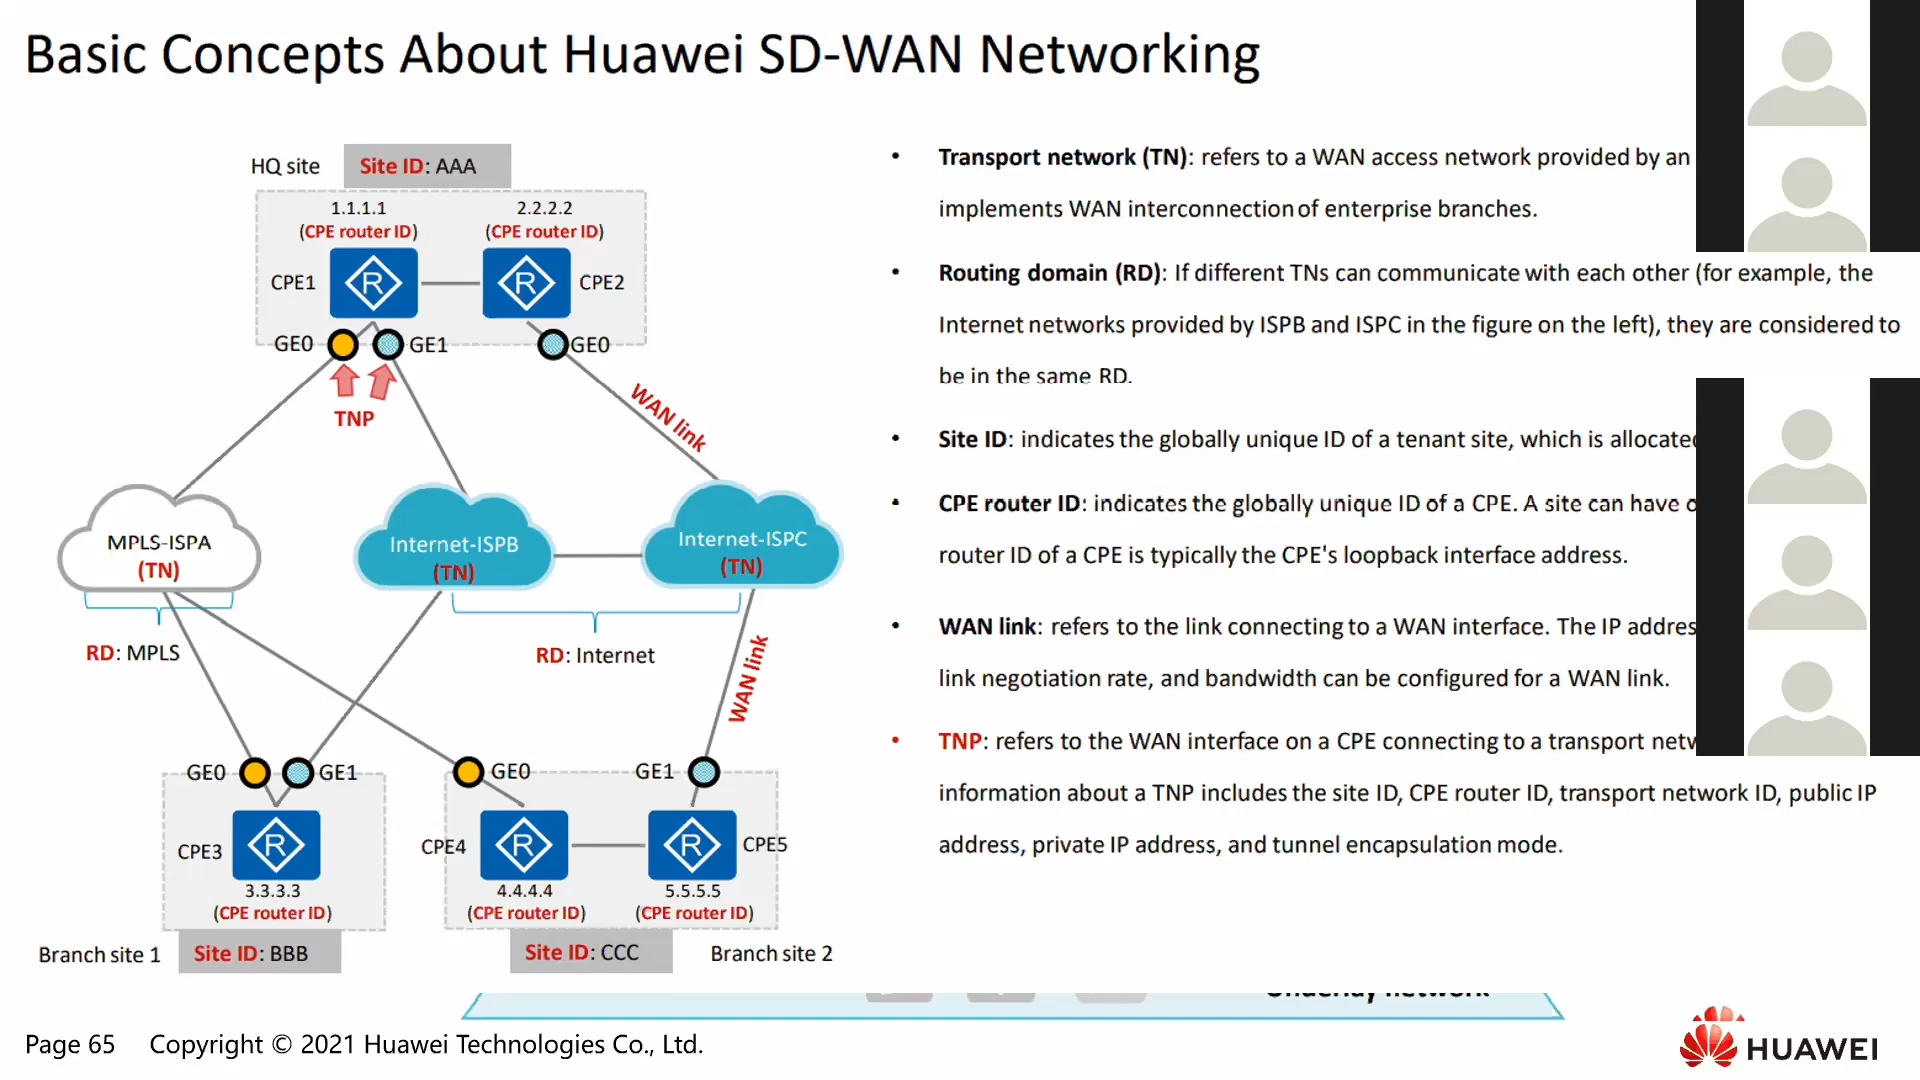 Basic Concepts About Huawei SD-WAN Networking
HQ site
Site ID: AAA
1.1.1.1
(CPE router ID)
2.2.2.2
(CPE router ID)
CPE1
CPE2
GE0
GE1
GE0
TNP
WAN link
MPLS-ISPA
(TN)
Internet-ISPB
(TN)
Internet-ISPC
(TN)
RD: MPLS
RD: Internet
WAN link
GE0
GE1
GE0
GE1
CPE3
CPE4
CPE5
3.3.3.3
(CPE router ID)
4.4.4.4
(CPE router ID)
5.5.5.5
(CPE router ID)
Branch site 1
Site ID: BBB
Site ID: CCC
Branch site 2
• Transport network (TN): refers to a WAN access network provided by an
implements WAN interconnection of enterprise branches.
• Routing domain (RD): If different TNs can communicate with each other (for example, the
Internet networks provided by ISPB and ISPC in the figure on the left), they are considered to
be in the same RD.
• Site ID: indicates the globally unique ID of a tenant site, which is allocated
• CPE router ID: indicates the globally unique ID of a CPE. A site can have
router ID of a CPE is typically the CPE's loopback interface address.
• WAN link: refers to the link connecting to a WAN interface. The IP
link negotiation rate, and bandwidth can be configured for a WAN link.
• TNP: refers to the WAN interface on a CPE connecting to a transport
information about a TNP includes the site ID, CPE router ID, transport network ID, public IP
address, private IP address, and tunnel encapsulation mode.
Underlay network
Page 65 Copyright © 2021 Huawei Technologies Co., Ltd.
HUAWEI